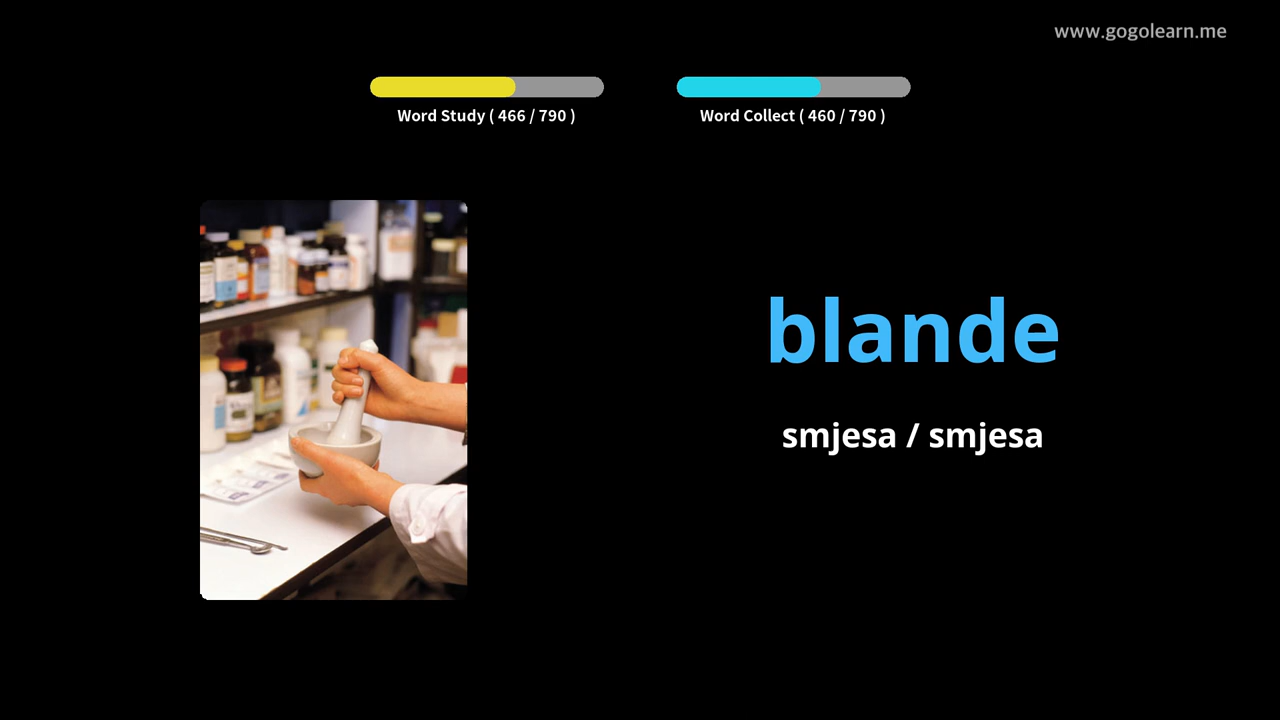 www.gogolearn.me
Word Study ( 466 / 790 )
Word Collect ( 460 / 790 )
blande
smjesa / smjesa